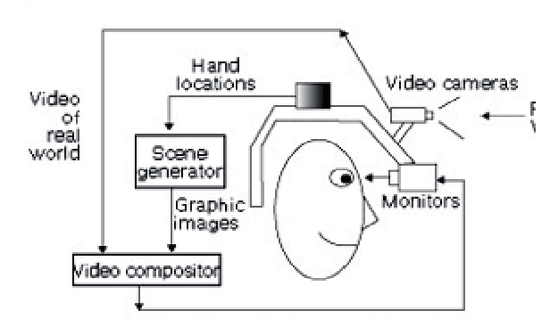 Hand
locations
Video cameras
Video
of
real
world
Scene
generator
Monitors
Graphic
images
Video compositor